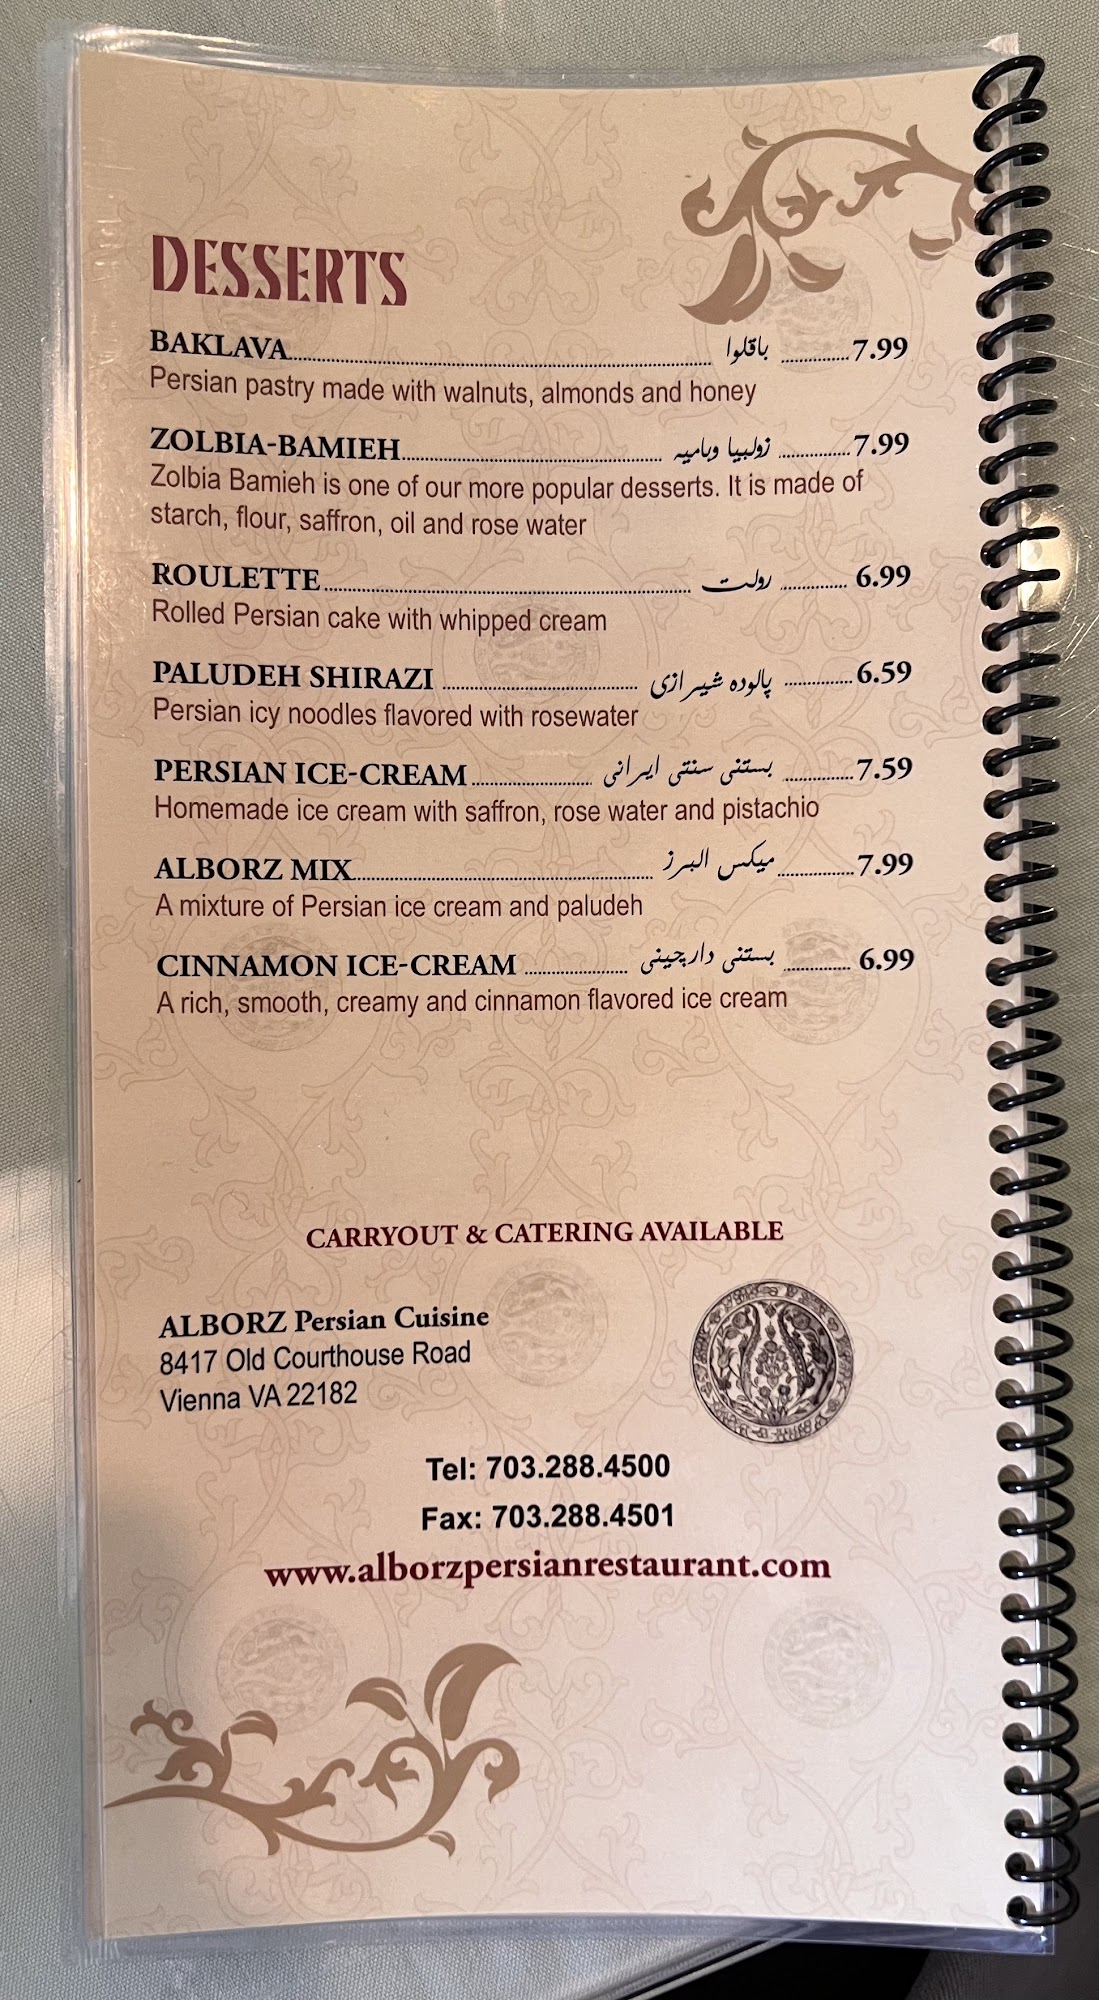 DESSERTS
BAKLAVA.......... باقلوا ..........7.99
Persian pastry made with walnuts, almonds and honey
ZOLBIA-BAMIEH.......... زولبیا وبامیه ..........7.99
Zolbia Bamieh is one of our more popular desserts. It is made of
starch, flour, saffron, oil and rose water
ROULETTE.......... رولت .......... 6.99
Rolled Persian cake with whipped cream
PALUDEH SHIRAZI .......... پالوده شیرازی ..........6.59
Persian icy noodles flavored with rosewater
PERSIAN ICE-CREAM.......... بستنی سنتی ایرانی ..........7.59
Homemade ice cream with saffron, rose water and pistachio
ALBORZ MIX.......... میکس البرز ..........7.99
A mixture of Persian ice cream and paludeh
CINNAMON ICE-CREAM .......... بستنی دارچینی .......... 6.99
A rich, smooth, creamy and cinnamon flavored ice cream
CARRYOUT & CATERING AVAILABLE
ALBORZ Persian Cuisine
8417 Old Courthouse Road
Vienna VA 22182
Tel: 703.288.4500
Fax: 703.288.4501
www.alborzpersianrestaurant.com